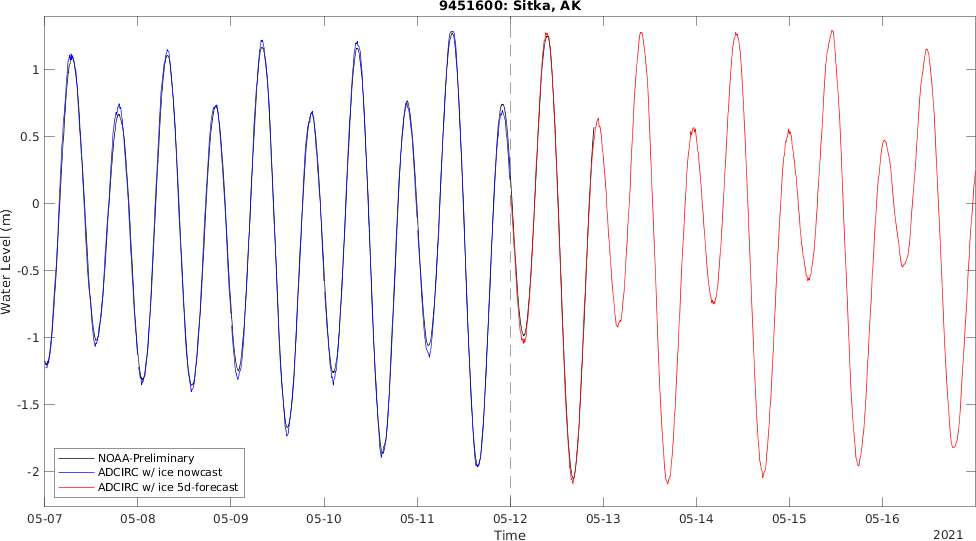 9451600: Sitka, AK
1
0.5
0
-0.5
-1
-1.5
-2
Water Level (m)
NOAA-Preliminary
ADCIRC w/ ice nowcast
ADCIRC w/ ice 5d-forecast
05-07 05-08 05-09 05-10 05-11 05-12 05-13 05-14 05-15 05-16
Time
2021